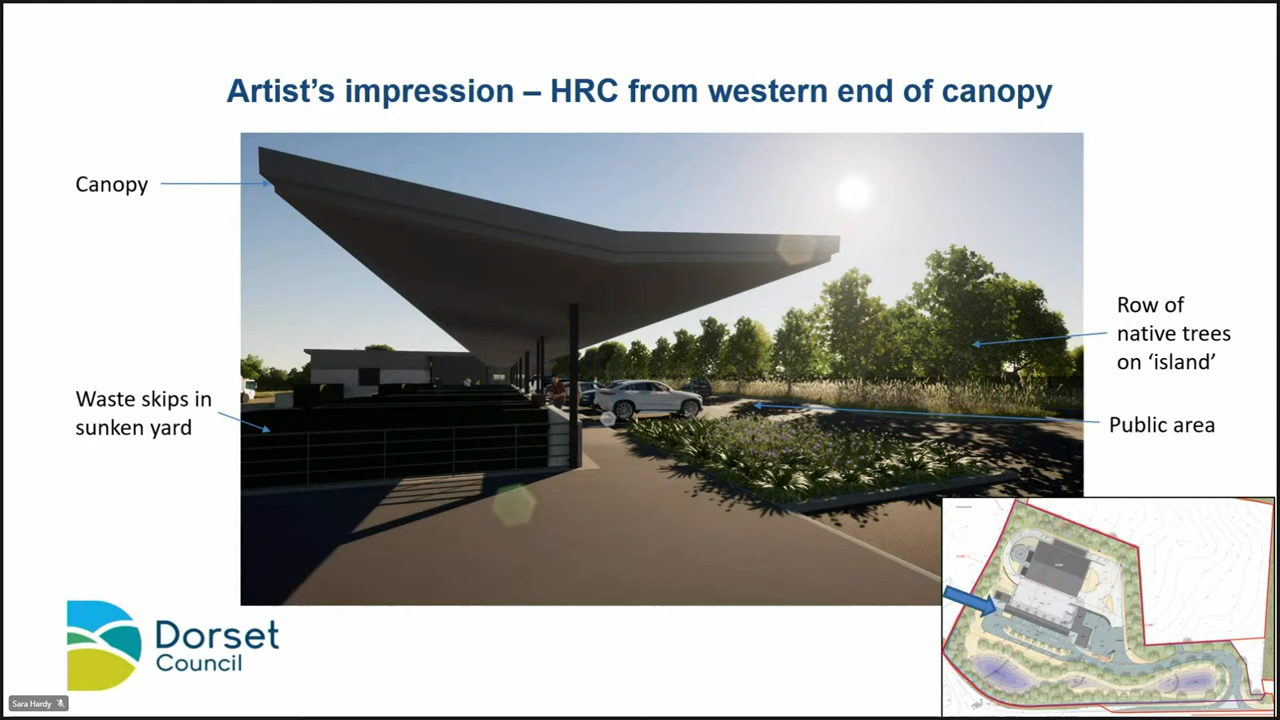 Artist’s impression – HRC from western end of canopy
Canopy
Waste skips in
sunken yard
Row of
native trees
on ‘island’
Public area
Dorset
Council
Sara Hardy